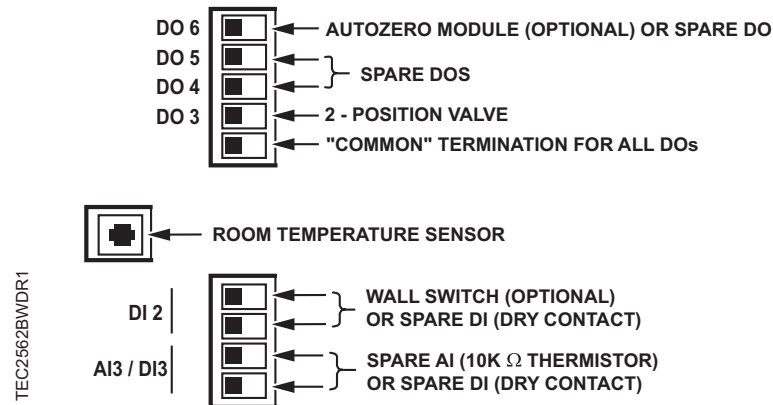 DO 6 AUTOZERO MODULE (OPTIONAL) OR SPARE DO
DO 5
SPARE DOS
DO 4
DO 3 2 - POSITION VALVE
"COMMON" TERMINATION FOR ALL DOs
ROOM TEMPERATURE SENSOR
WALL SWITCH (OPTIONAL)
DI 2
OR SPARE DI (DRY CONTACT)
SPARE AI (10K Ω THERMISTOR)
AI3 / DI3
OR SPARE DI (DRY CONTACT)
TEC2562BWDR1